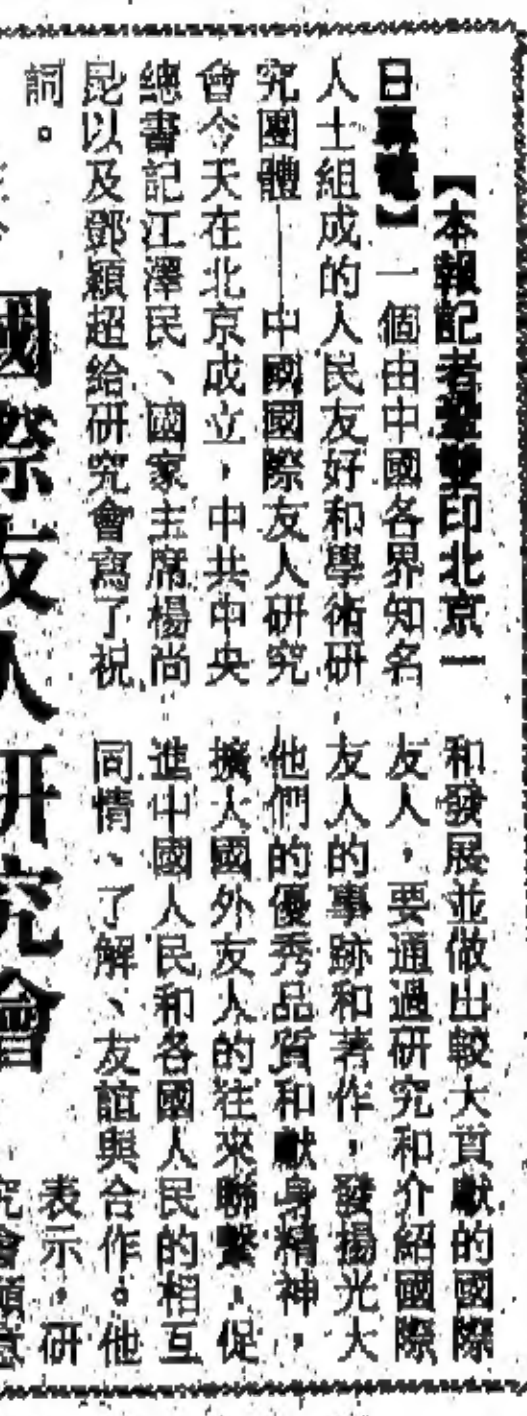 【本報記者印北京一
日專電】一個由中國各界知名
人士組成的人民友好和學術研
究團體——中國國際友人研究
會今天在北京成立，中共中央
總書記江澤民、國家主席楊尚
昆以及鄧穎超給研究會寫了祝
詞。
國際友人研究會
和發展並做出較大貢獻的國際
友人，要通過研究和介紹國際
友人的事跡和著作，發揚光大
他們的優秀品質和獻身精神，
擴大國外友人的往來聯繫，促
進中國人民和各國人民的相互
同情、了解、友誼與合作。他
表示，研
究會願意